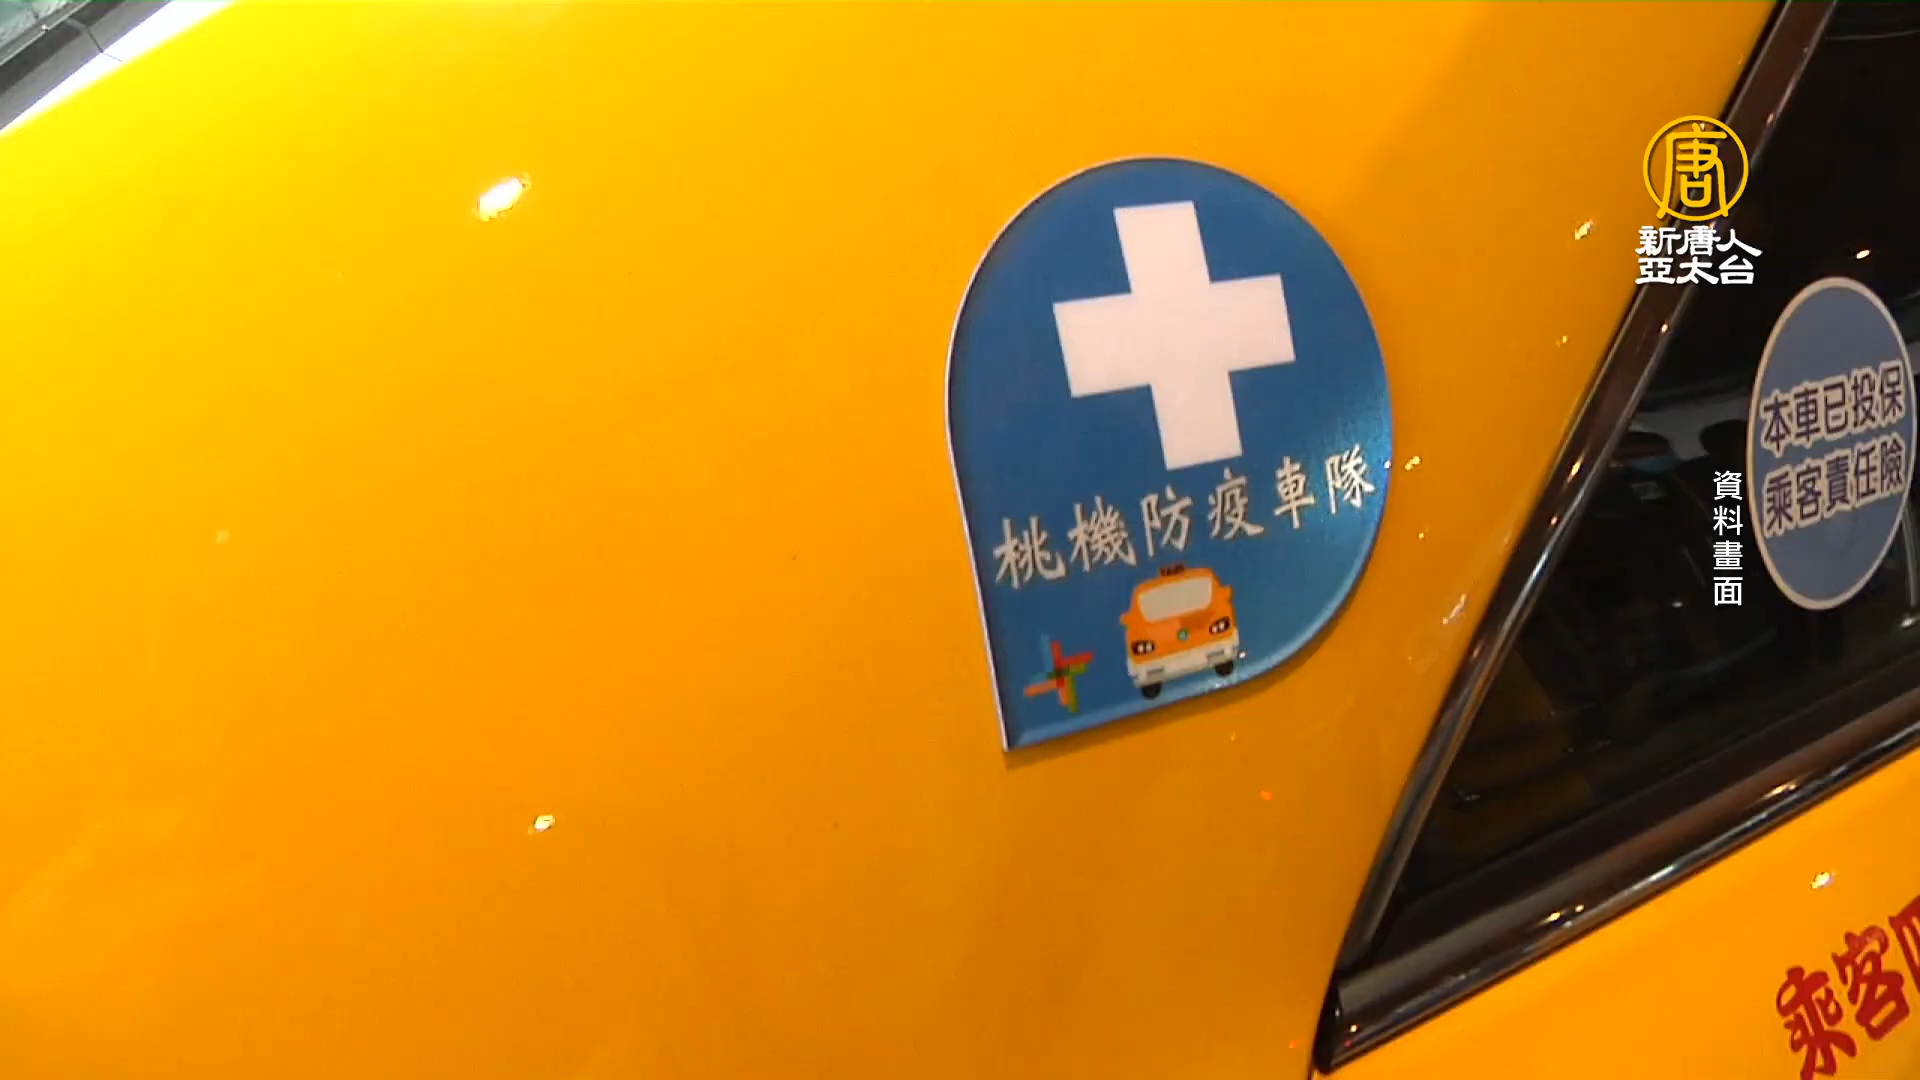 唐
新唐人
亞太台
桃機防疫車隊
本車已投保
乘客責任險
資料畫面
乘客